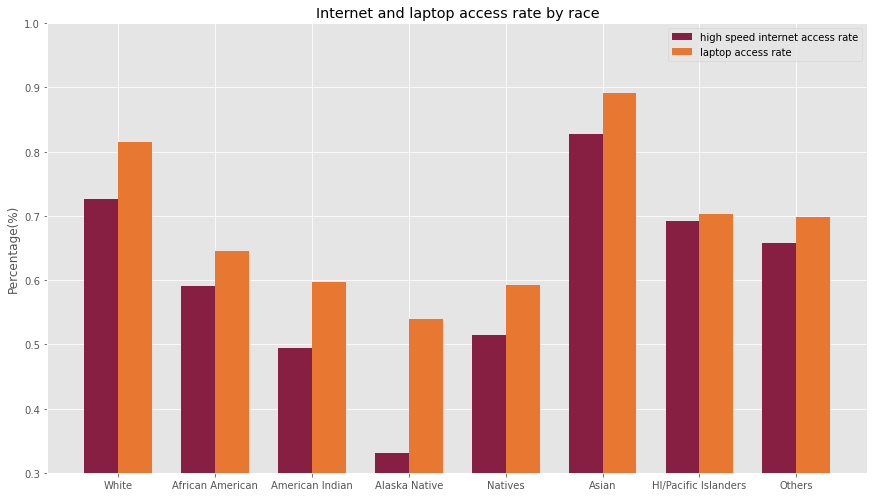 Internet and laptop access rate by race
high speed internet access rate
laptop access rate
Percentage(%)
1.0
0.9
0.8
0.7
0.6
0.5
0.4
0.3
White African American American Indian Alaska Native Natives Asian HI/Pacific Islanders Others